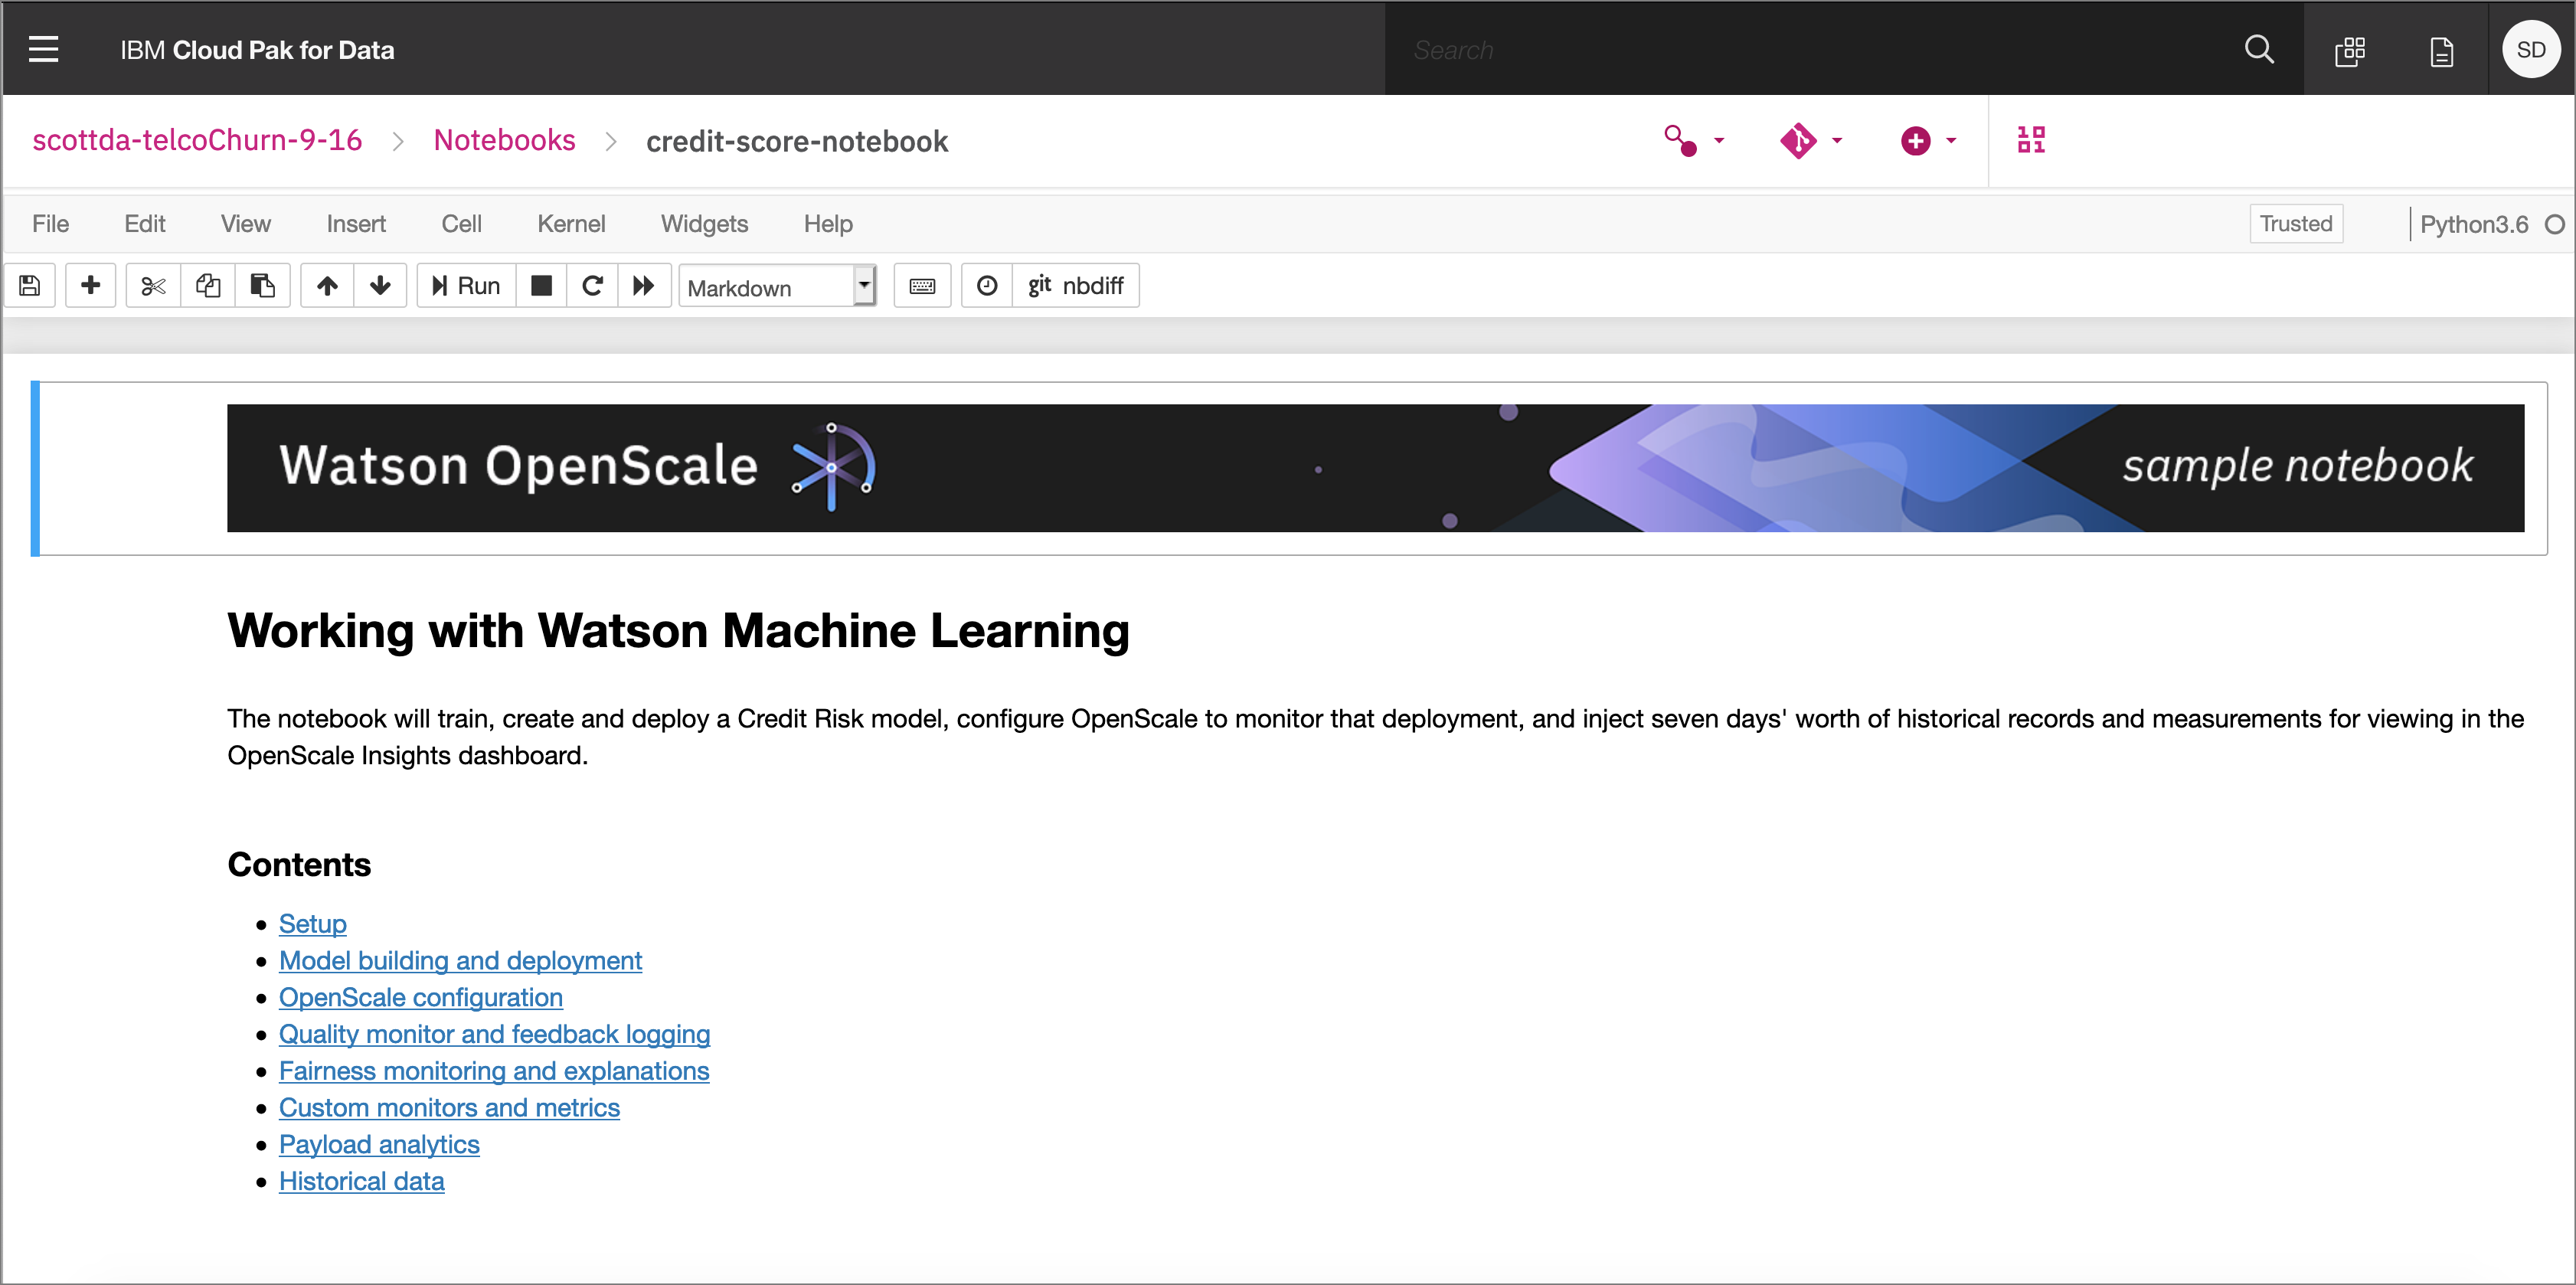 IBM Cloud Pak for Data
Search
SD
scottda-telcoChurn-9-16 > Notebooks > credit-score-notebook
File Edit View Insert Cell Kernel Widgets Help
Trusted
Python3.6
Run
Markdown
git nbdiff
Watson OpenScale
sample notebook
Working with Watson Machine Learning
The notebook will train, create and deploy a Credit Risk model, configure OpenScale to monitor that deployment, and inject seven days' worth of historical records and measurements for viewing in the
OpenScale Insights dashboard.
Contents
Setup
Model building and deployment
OpenScale configuration
Quality monitor and feedback logging
Fairness monitoring and explanations
Custom monitors and metrics
Payload analytics
Historical data